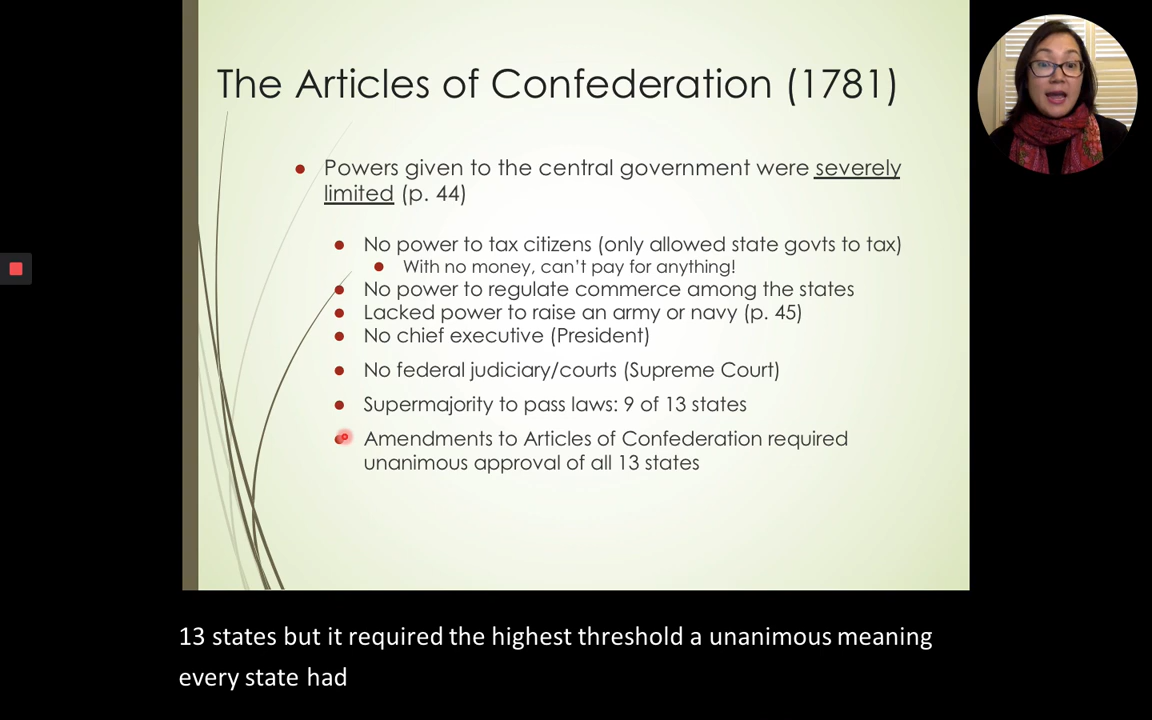 The Articles of Confederation (1781)
Powers given to the central government were severely
limited (p. 44)
No power to tax citizens (only allowed state govts to tax)
With no money, can't pay for anything!
No power to regulate commerce among the states
Lacked power to raise an army or navy (p. 45)
No chief executive (President)
No federal judiciary/courts (Supreme Court)
Supermajority to pass laws: 9 of 13 states
Amendments to Articles of Confederation required
unanimous approval of all 13 states
13 states but it required the highest threshold a unanimous meaning
every state had